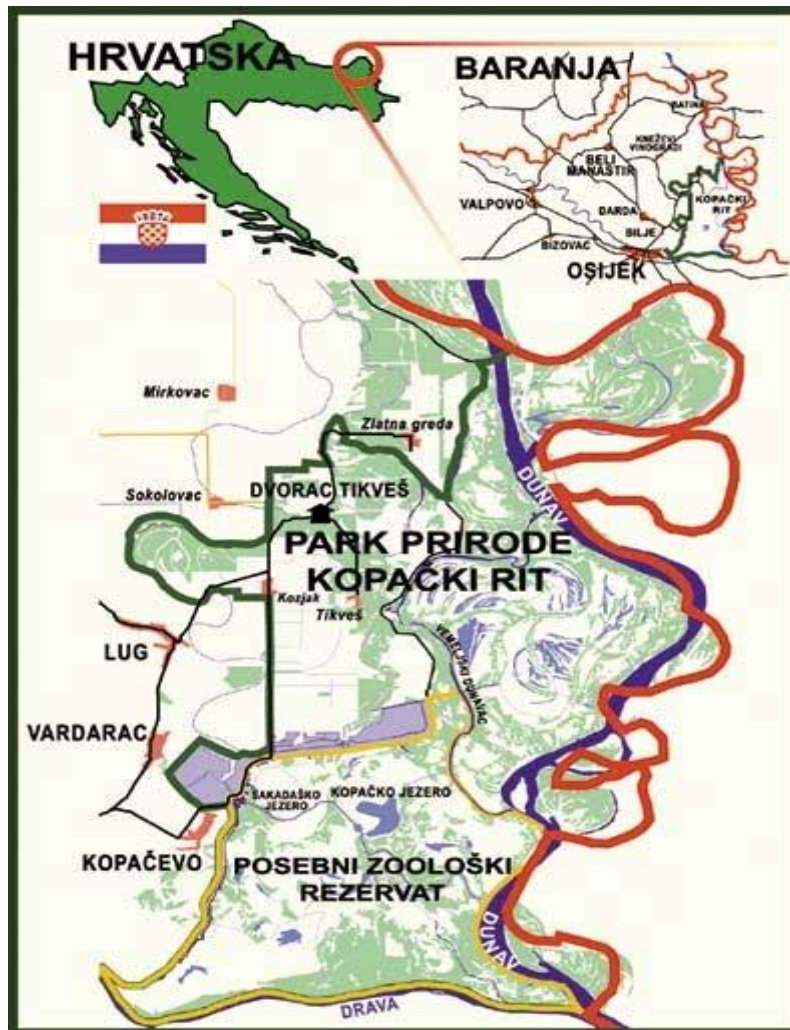 HRVATSKA
BARANJA
BATINA
KNEŽEVI
VINOGRADI
BELI
MANASTIR
VALPOVO
DARDA
KOPAČKI
RIT
BILJE
BIZOVAC
OSIJEK
Mirkovac
Zlatna greda
Sokolovac
DVORAC TIKVEŠ
DUNAV
PARK PRIRODE
KOPAČKI RIT
Kozjak
Tikveš
LUG
VEMELJSKI DUNAVAC
VARDARAC
SAKADAŠKO
JEZERO
KOPAČKO JEZERO
KOPAČEVO
POSEBNI ZOOLOŠKI
REZERVAT
DUNAV
DRAVA